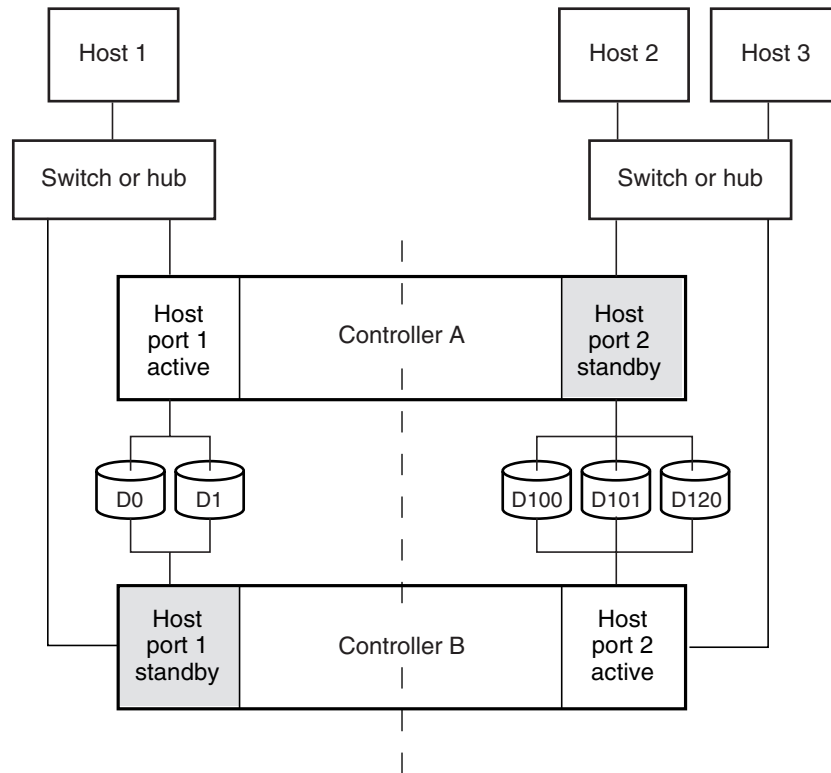 Host 1
Host 2
Host 3
Switch or hub
Switch or hub
Host
port 1
active
Controller A
Host
port 2
standby
D0
D1
D100
D101
D120
Host
port 1
standby
Controller B
Host
port 2
active